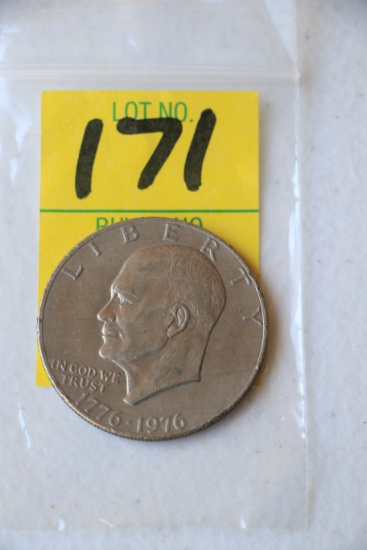 LOT NO.
171
LIBERTY
IN GOD WE
TRUST
1776-1976